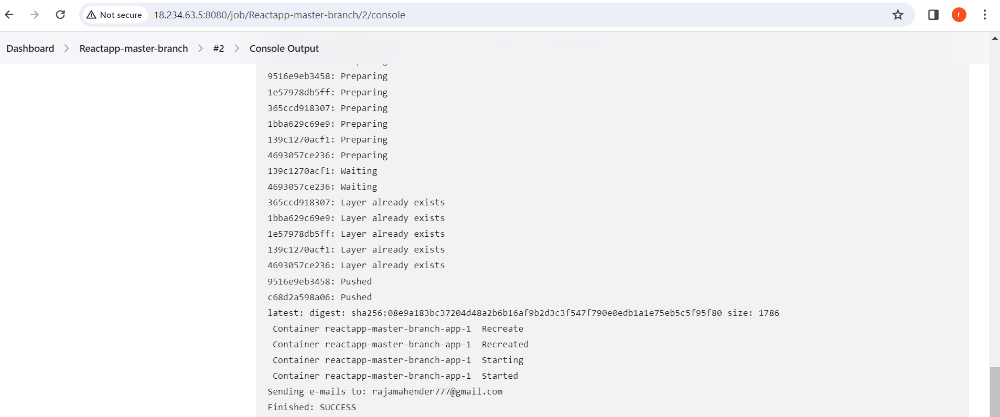 Not secure 18.234.63.5:8080/job/Reactapp-master-branch/2/console r
Dashboard Reactapp-master-branch #2 Console Output
9516e9eb3458: Preparing
1e57978db5ff: Preparing
365ccd918307: Preparing
1bba629c69e9: Preparing
139c1270acf1: Preparing
4693057ce236: Preparing
139c1270acf1: Waiting
4693057ce236: Waiting
365ccd918307: Layer already exists
1bba629c69e9: Layer already exists
1e57978db5ff: Layer already exists
139c1270acf1: Layer already exists
4693057ce236: Layer already exists
9516e9eb3458: Pushed
c68d2a598a06: Pushed
latest: digest: sha256:08e9a183bc37204d48a2b6b16af9b2d3c3f547f790e0edb1a1e75eb5c5f95f80 size: 1786
Container reactapp-master-branch-app-1 Recreate
Container reactapp-master-branch-app-1 Recreated
Container reactapp-master-branch-app-1 Starting
Container reactapp-master-branch-app-1 Started
Sending e-mails to: rajamahender777@gmail.com
Finished: SUCCESS